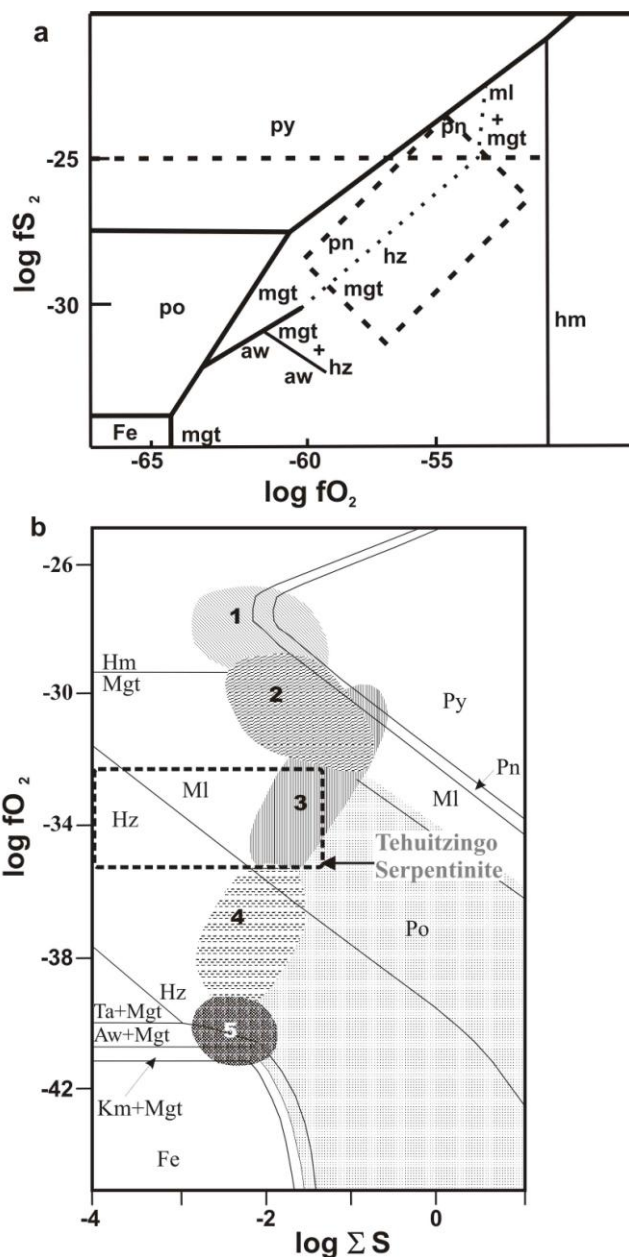 a
log fS2
-25
-30
py
ml
+
mgt
pn
pn
hz
mgt
mgt
po
mgt
+
hz
aw
aw
hm
Fe
mgt
-65
-60
-55
log fO2
b
log fO2
-26
-30
-34
-38
-42
1
Hm
Mgt
2
Py
Pn
Ml
Ml
3
Hz
Tehuitzingo
Serpentinite
4
Po
Hz
Ta+Mgt
5
Aw+Mgt
Km+Mgt
Fe
-4
-2
0
log Σ S